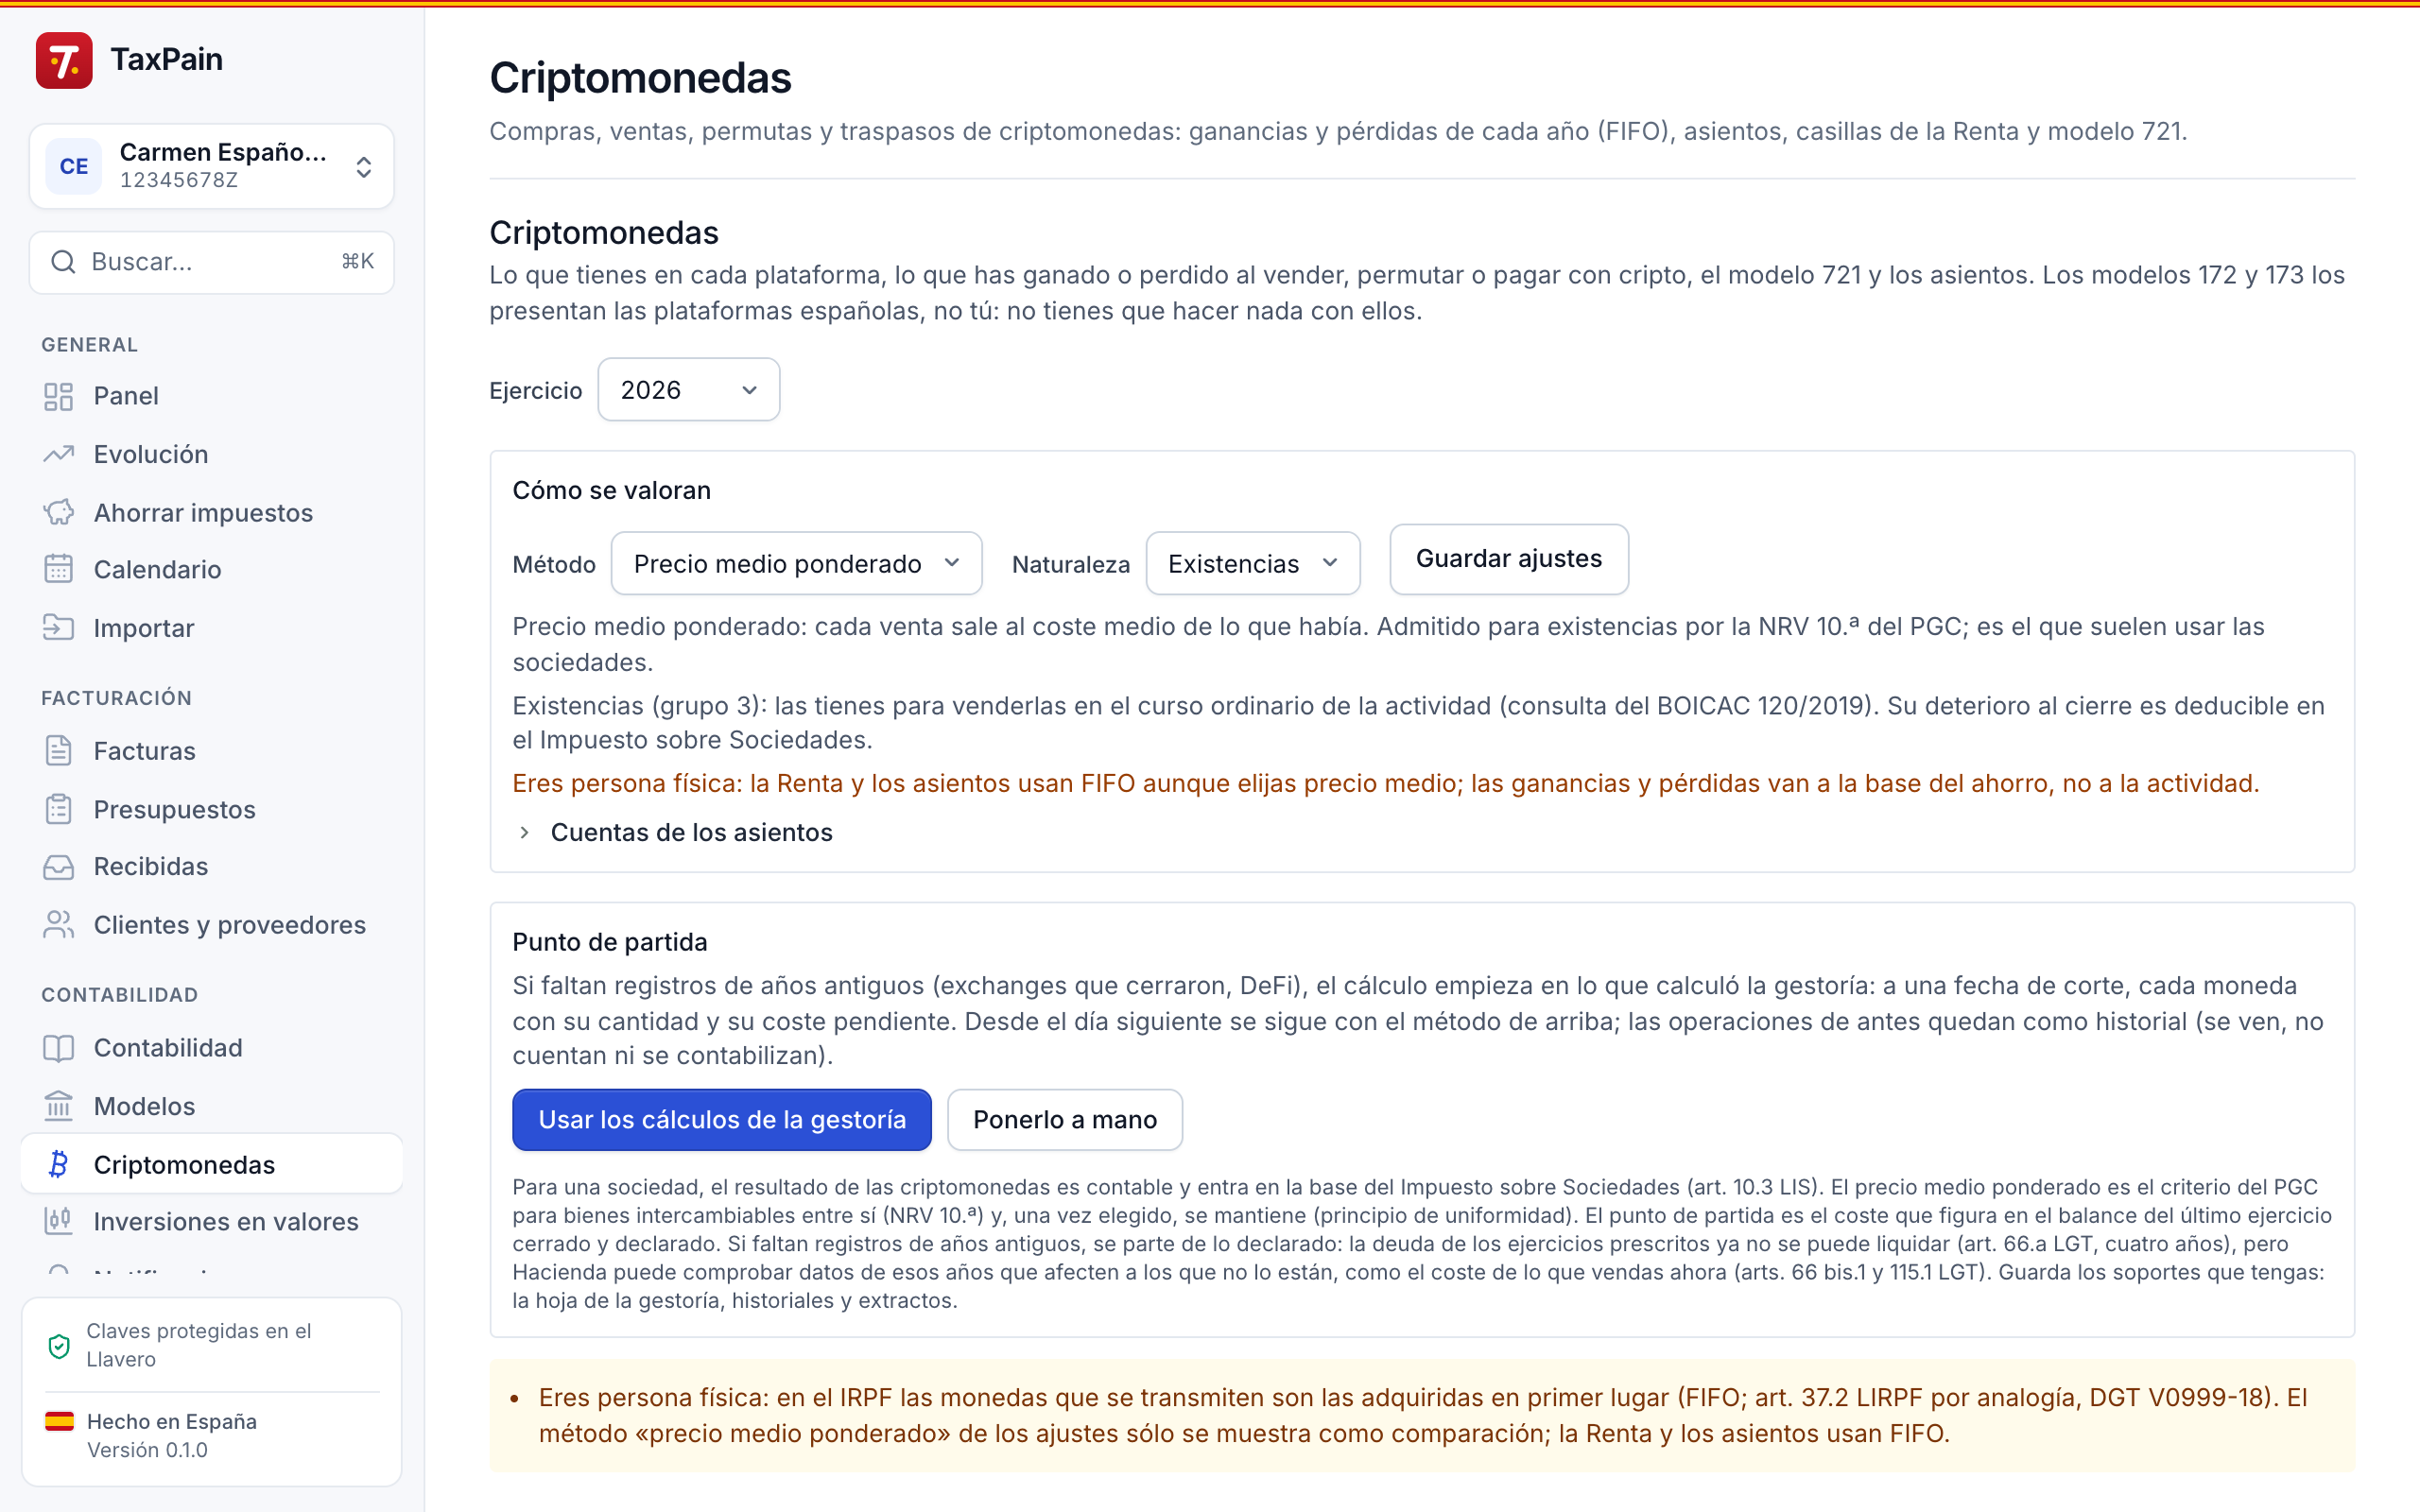 TaxPain
CE
Carmen Españo...
12345678Z
Buscar...
⌘K
GENERAL
Panel
Evolución
Ahorrar impuestos
Calendario
Importar
FACTURACIÓN
Facturas
Presupuestos
Recibidas
Clientes y proveedores
CONTABILIDAD
Contabilidad
Modelos
Criptomonedas
Inversiones en valores
Claves protegidas en el
Llavero
Hecho en España
Versión 0.1.0
Criptomonedas
Compras, ventas, permutas y traspasos de criptomonedas: ganancias y pérdidas de cada año (FIFO), asientos, casillas de la Renta y modelo 721.
Criptomonedas
Lo que tienes en cada plataforma, lo que has ganado o perdido al vender, permutar o pagar con cripto, el modelo 721 y los asientos. Los modelos 172 y 173 los
presentan las plataformas españolas, no tú: no tienes que hacer nada con ellos.
Ejercicio 2026
Cómo se valoran
Método Precio medio ponderado Naturaleza Existencias Guardar ajustes
Precio medio ponderado: cada venta sale al coste medio de lo que había. Admitido para existencias por la NRV 10.ª del PGC; es el que suelen usar las
sociedades.
Existencias (grupo 3): las tienes para venderlas en el curso ordinario de la actividad (consulta del BOICAC 120/2019). Su deterioro al cierre es deducible en
el Impuesto sobre Sociedades.
Eres persona física: la Renta y los asientos usan FIFO aunque elijas precio medio; las ganancias y pérdidas van a la base del ahorro, no a la actividad.
Cuentas de los asientos
Punto de partida
Si faltan registros de años antiguos (exchanges que cerraron, DeFi), el cálculo empieza en lo que calculó la gestoría: a una fecha de corte, cada moneda
con su cantidad y su coste pendiente. Desde el día siguiente se sigue con el método de arriba; las operaciones de antes quedan como historial (se ven, no
cuentan ni se contabilizan).
Usar los cálculos de la gestoría Ponerlo a mano
Para una sociedad, el resultado de las criptomonedas es contable y entra en la base del Impuesto sobre Sociedades (art. 10.3 LIS). El precio medio ponderado es el criterio del PGC
para bienes intercambiables entre sí (NRV 10.ª) y, una vez elegido, se mantiene (principio de uniformidad). El punto de partida es el coste que figura en el balance del último ejercicio
cerrado y declarado. Si faltan registros de años antiguos, se parte de lo declarado: la deuda de los ejercicios prescritos ya no se puede liquidar (art. 66.a LGT, cuatro años), pero
Hacienda puede comprobar datos de esos años que afecten a los que no lo están, como el coste de lo que vendas ahora (arts. 66 bis.1 y 115.1 LGT). Guarda los soportes que tengas:
la hoja de la gestoría, historiales y extractos.
• Eres persona física: en el IRPF las monedas que se transmiten son las adquiridas en primer lugar (FIFO; art. 37.2 LIRPF por analogía, DGT V0999-18). El
método «precio medio ponderado» de los ajustes sólo se muestra como comparación; la Renta y los asientos usan FIFO.